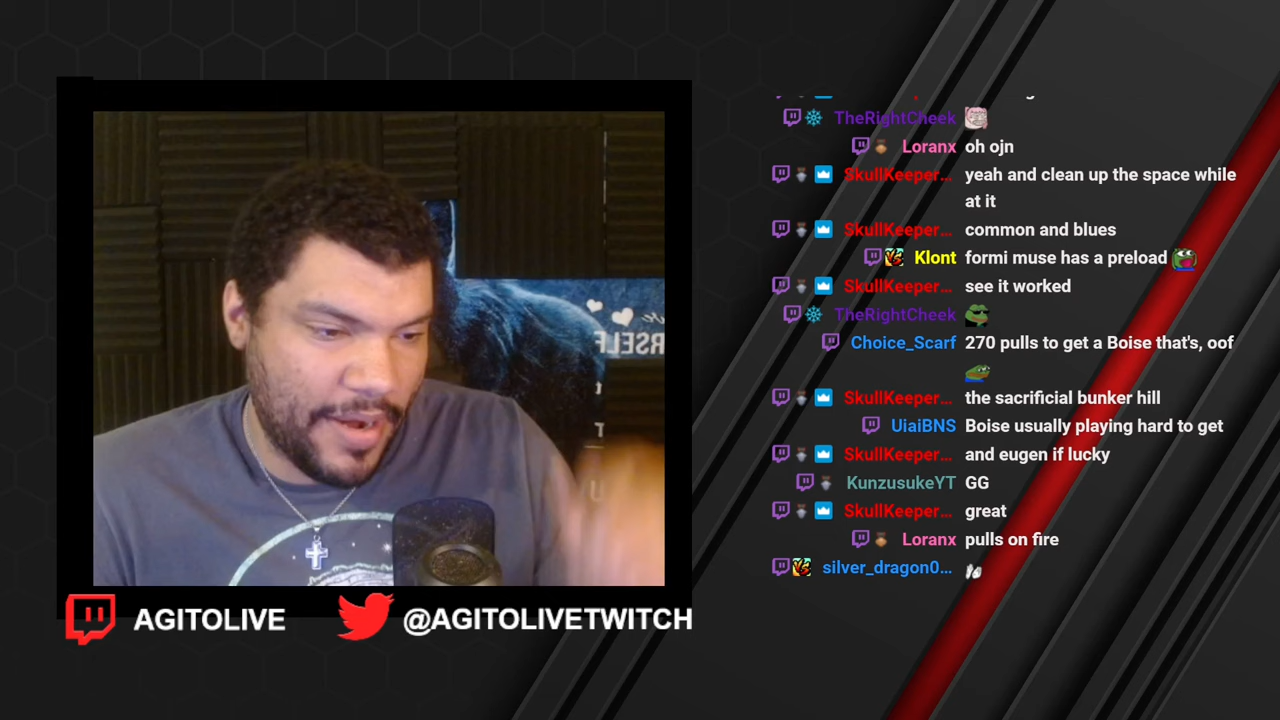 TheRightCheek
Loranx oh ojn
SkullKeeper... yeah and clean up the space while
at it
SkullKeeper... common and blues
Klont formi muse has a preload
SkullKeeper... see it worked
TheRightCheek
Choice_Scarf 270 pulls to get a Boise that's, oof
SkullKeeper... the sacrificial bunker hill
UiaiBNS Boise usually playing hard to get
SkullKeeper... and eugen if lucky
KunzusukeYT GG
SkullKeeper... great
Loranx pulls on fire
silver_dragon0...
AGITOLIVE
@AGITOLIVETWITCH